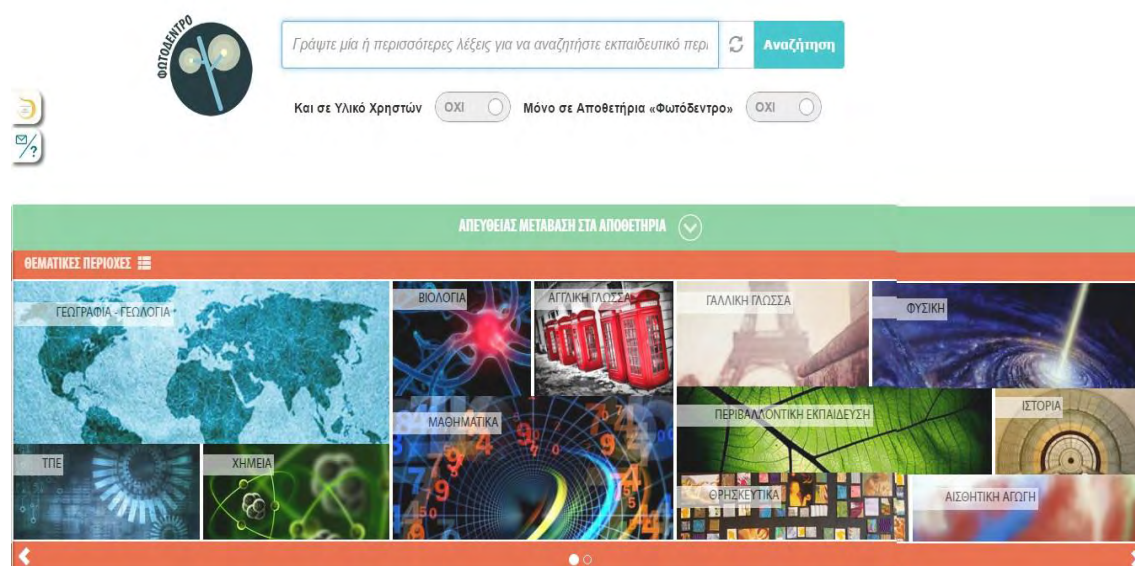 ΦΩΤΟΔΕΝΤΡΟ
Γράψτε μία ή περισσότερες λέξεις για να αναζητήστε εκπαιδευτικό περι
Αναζήτηση
Και σε Υλικό Χρηστών ΟΧΙ Μόνο σε Αποθετήρια «Φωτόδεντρο» ΟΧΙ
?
ΑΠΕΥΘΕΙΑΣ ΜΕΤΑΒΑΣΗ ΣΤΑ ΑΠΟΘΕΤΗΡΙΑ
ΘΕΜΑΤΙΚΕΣ ΠΕΡΙΟΧΕΣ
ΓΕΩΓΡΑΦΙΑ - ΓΕΩΛΟΓΙΑ
ΒΙΟΛΟΓΙΑ
ΑΓΓΛΙΚΗ ΓΛΩΣΣΑ
ΓΑΛΛΙΚΗ ΓΛΩΣΣΑ
ΦΥΣΙΚΗ
ΜΑΘΗΜΑΤΙΚΑ
ΠΕΡΙΒΑΛΛΟΝΤΙΚΗ ΕΚΠΑΙΔΕΥΣΗ
ΙΣΤΟΡΙΑ
ΤΠΕ
ΧΗΜΕΙΑ
ΘΡΗΣΚΕΥΤΙΚΑ
ΑΙΣΘΗΤΙΚΗ ΑΓΩΓΗ